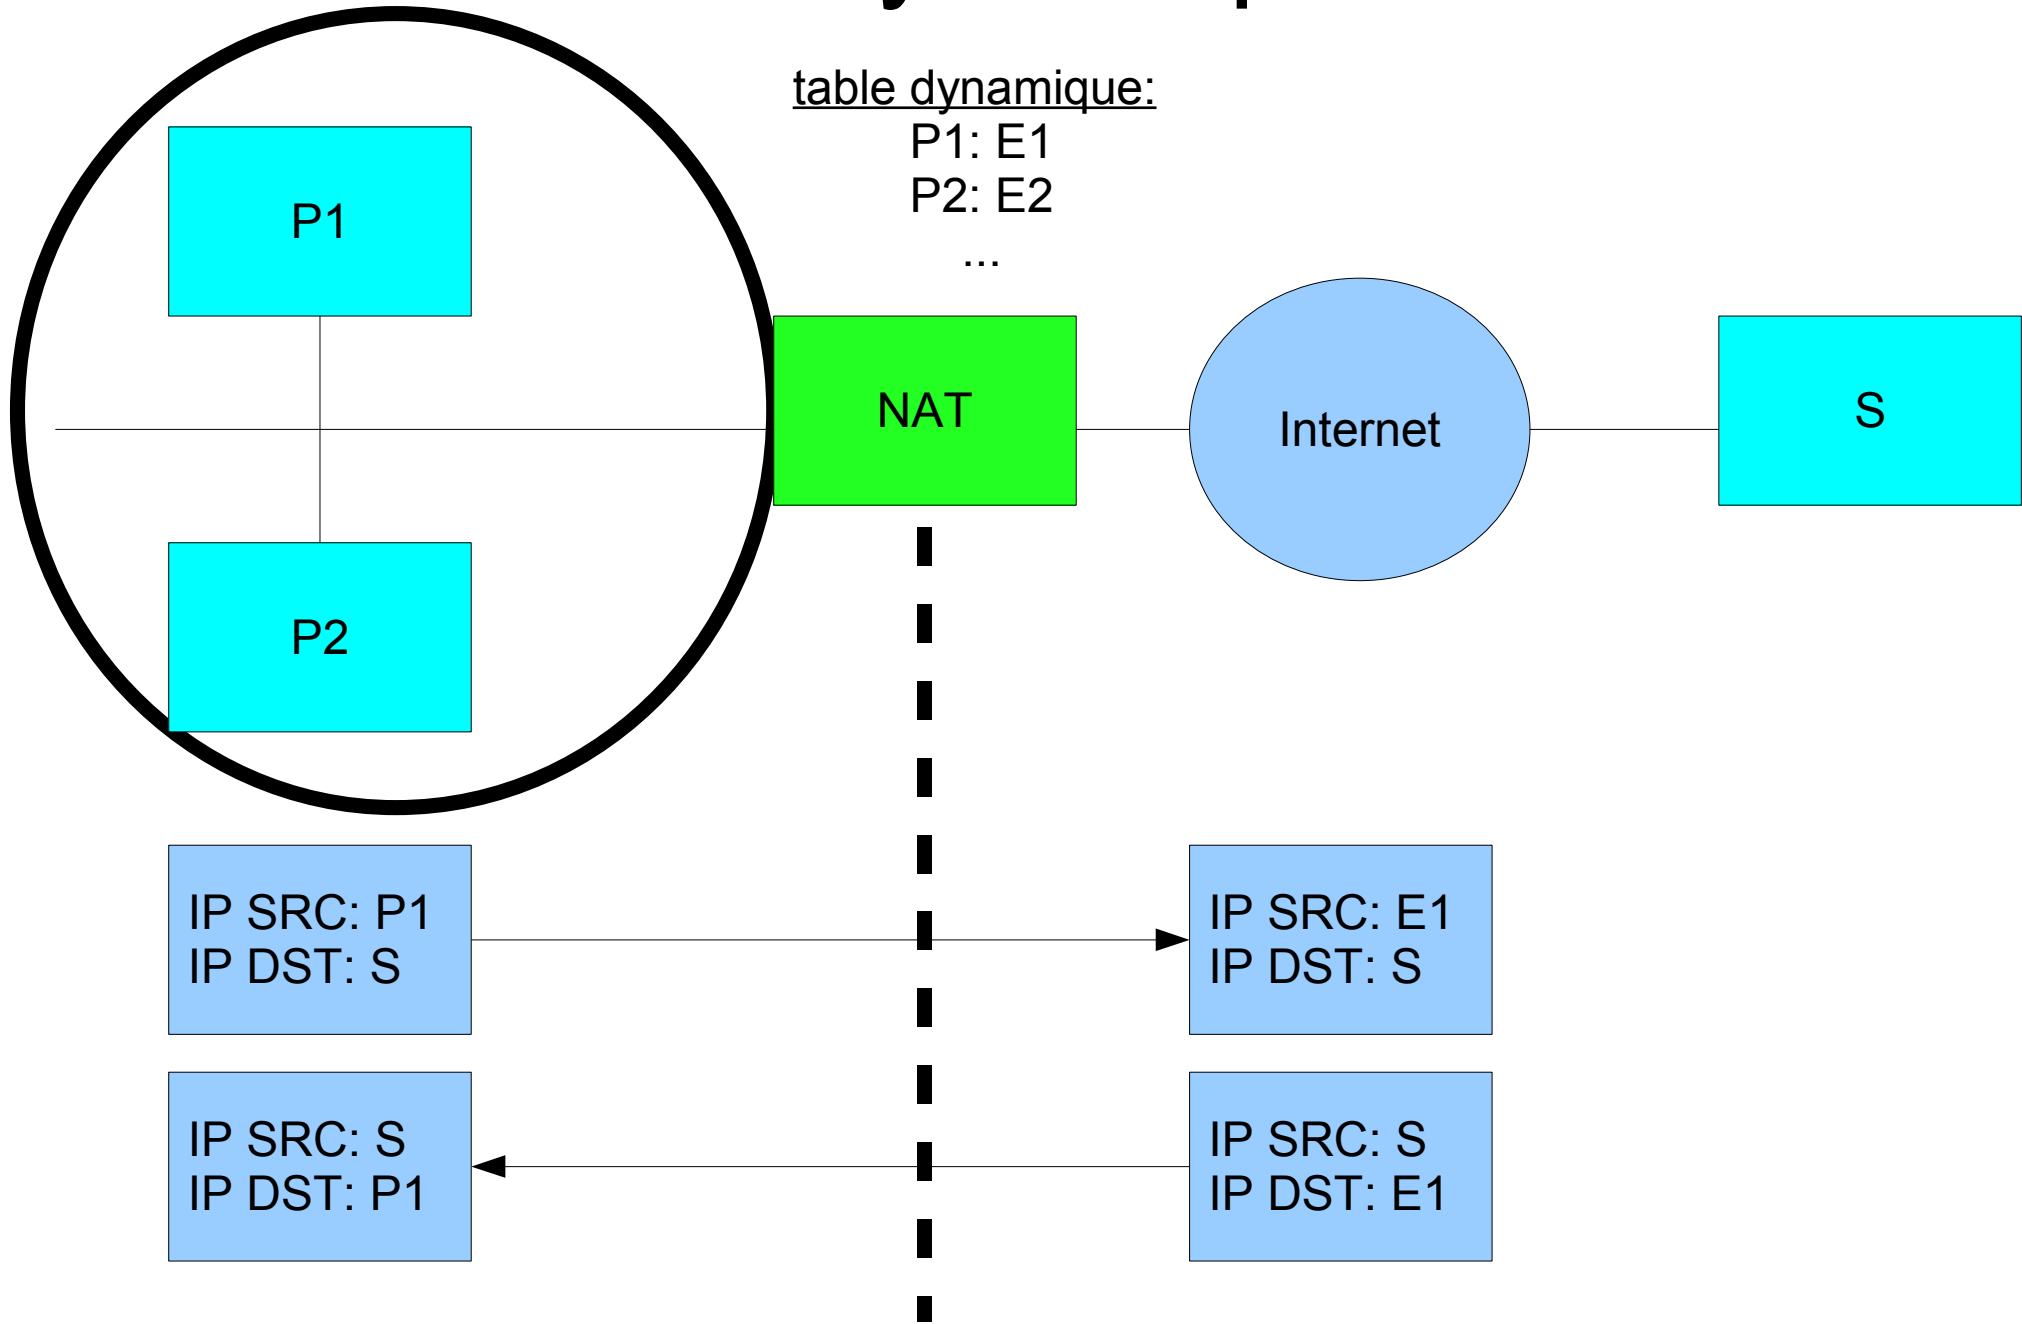 table dynamique:
P1: E1
P2: E2
...
P1
NAT
Internet
S
P2
IP SRC: P1
IP DST: S
IP SRC: E1
IP DST: S
IP SRC: S
IP DST: P1
IP SRC: S
IP DST: E1